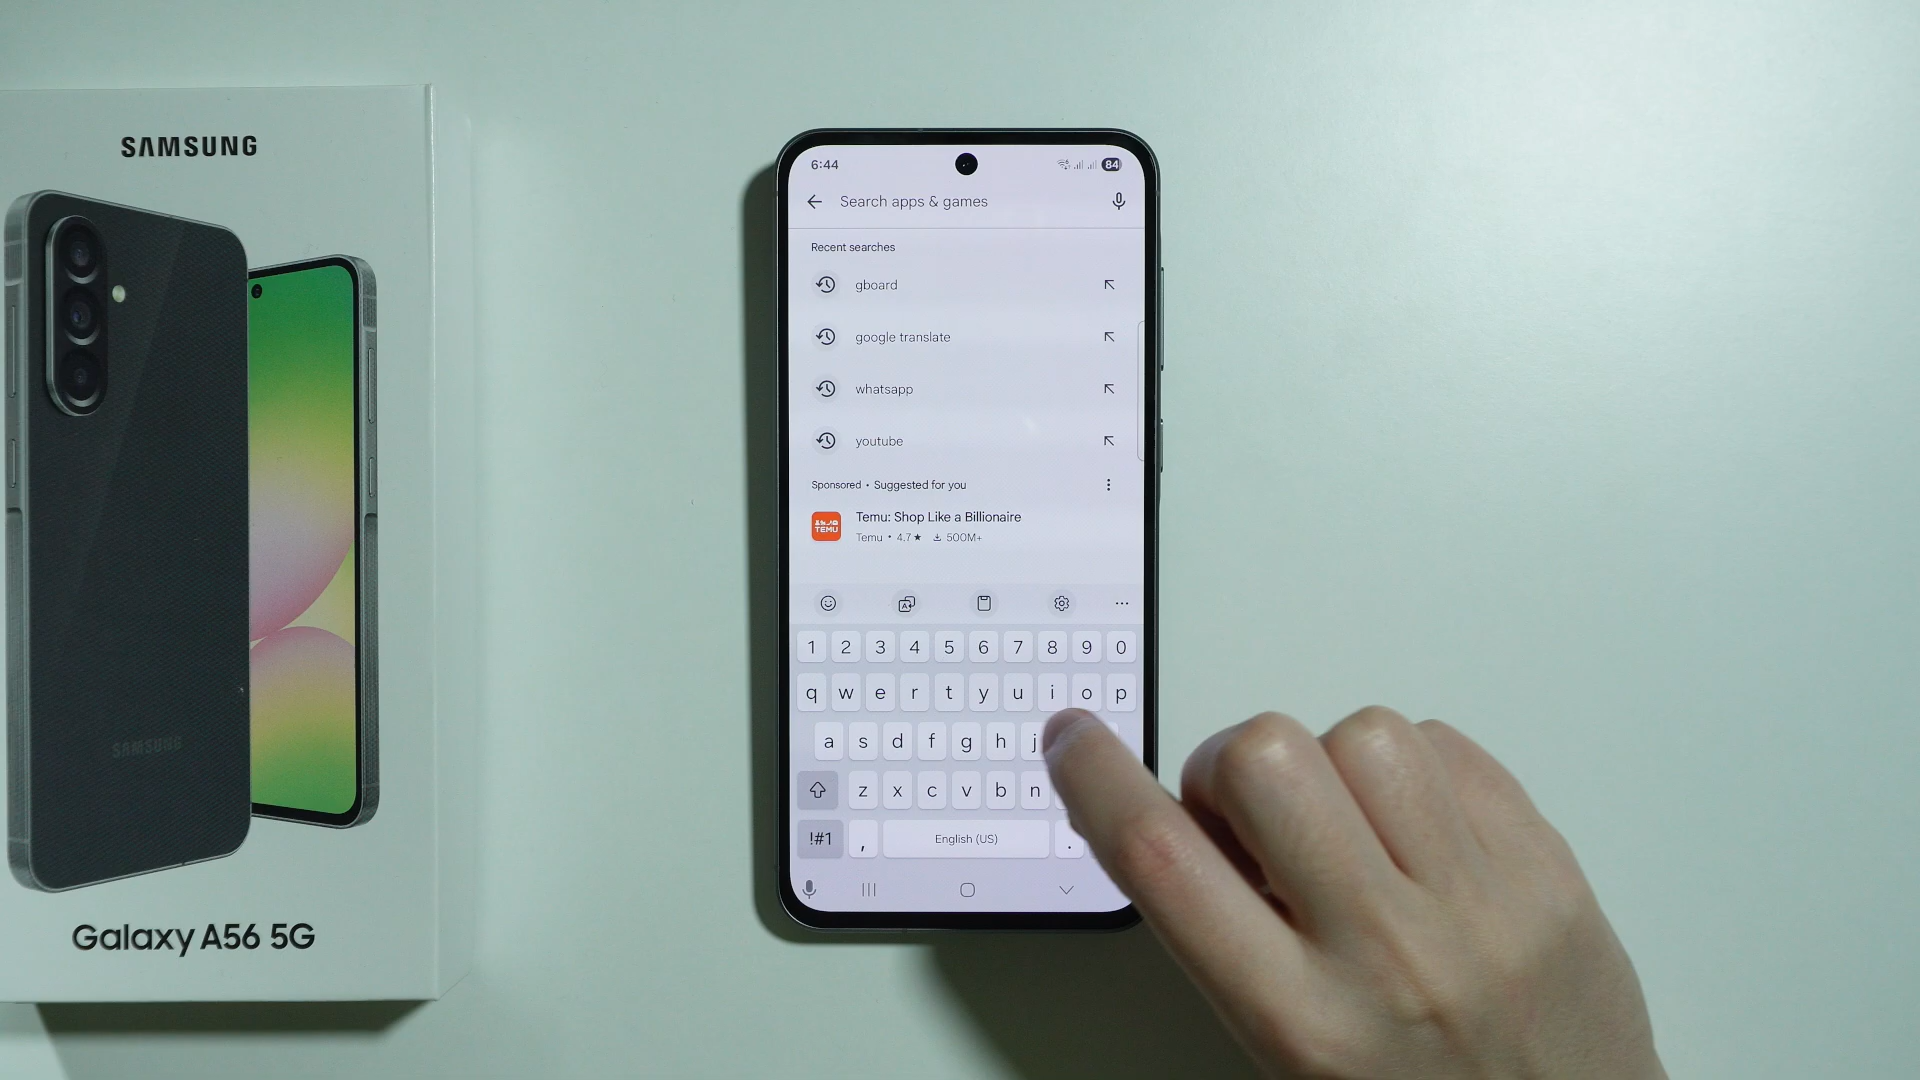 SAMSUNG
SAMSUNG
Galaxy A56 5G
6:44
84
Search apps & games
Recent searches
gboard
google translate
whatsapp
youtube
Sponsored • Suggested for you
TEMU
Temu: Shop Like a Billionaire
Temu • 4.7★ 500M+
1 2 3 4 5 6 7 8 9 0
q w e r t y u i o p
a s d f g h j
z x c v b n
!#1 , English (US) .